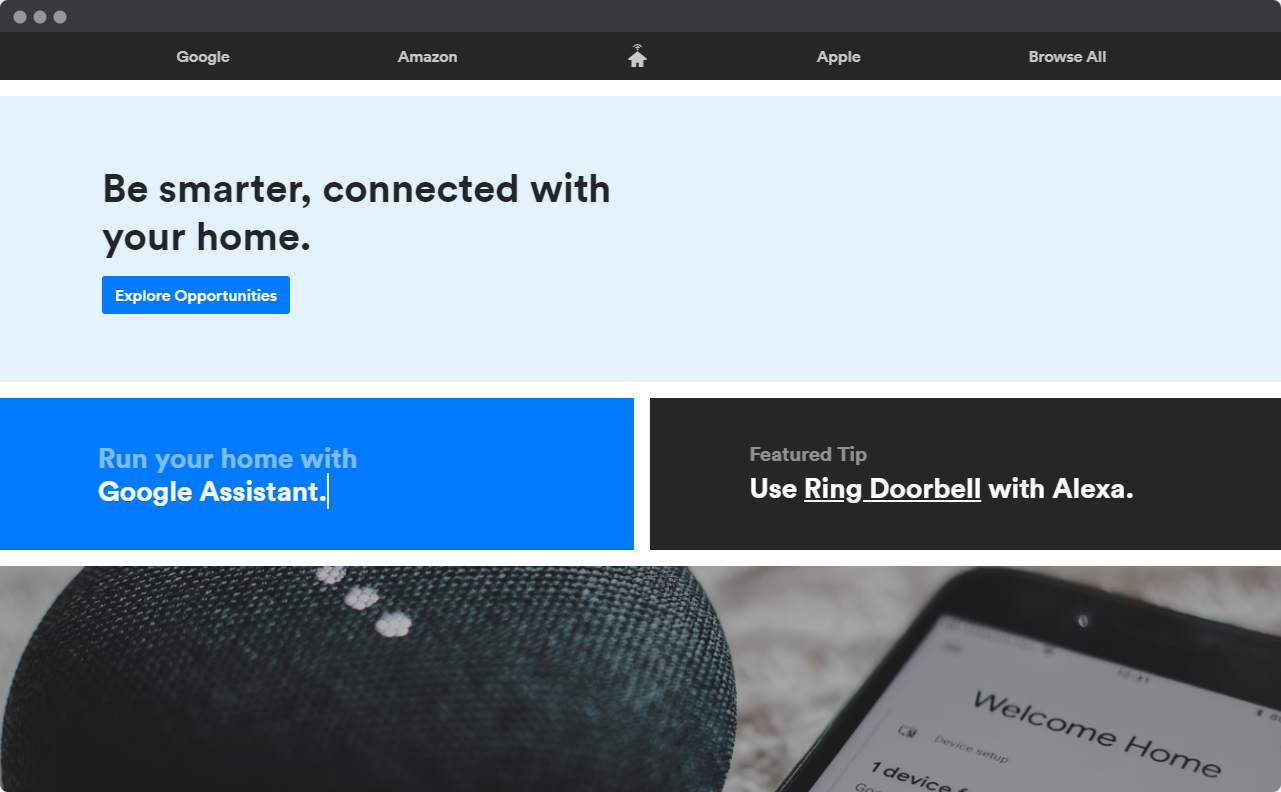 Google
Amazon
Apple
Browse All
Be smarter, connected with
your home.
Explore Opportunities
Run your home with
Google Assistant.
Featured Tip
Use Ring Doorbell with Alexa.
Welcome Home
Device setup
1 device